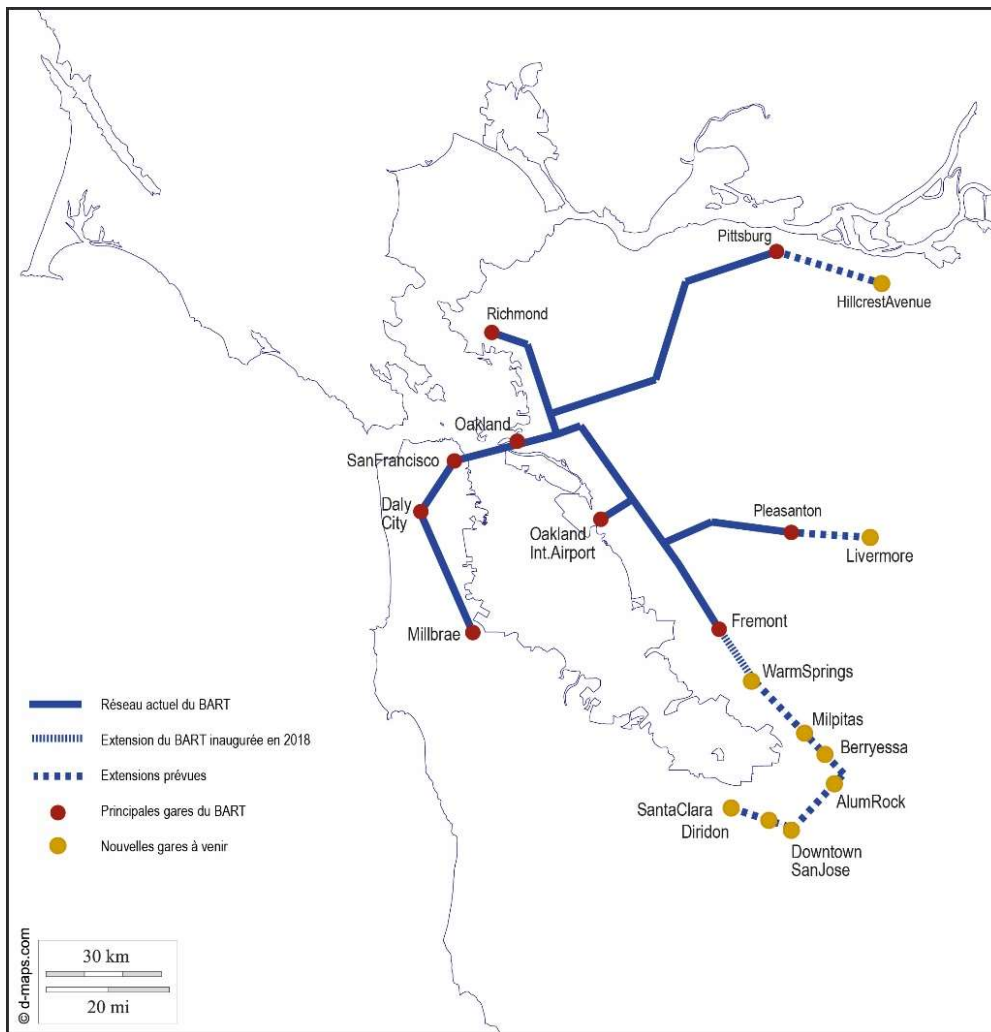 Pittsburg
HillcrestAvenue
Richmond
Oakland
SanFrancisco
Daly
City
Oakland
Int.Airport
Pleasanton
Livermore
Millbrae
Fremont
WarmSprings
Milpitas
Berryessa
AlumRock
SantaClara
Diridon
Downtown
SanJose
Réseau actuel du BART
Extension du BART inaugurée en 2018
Extensions prévues
Principales gares du BART
Nouvelles gares à venir
© d-maps.com
30 km
20 mi